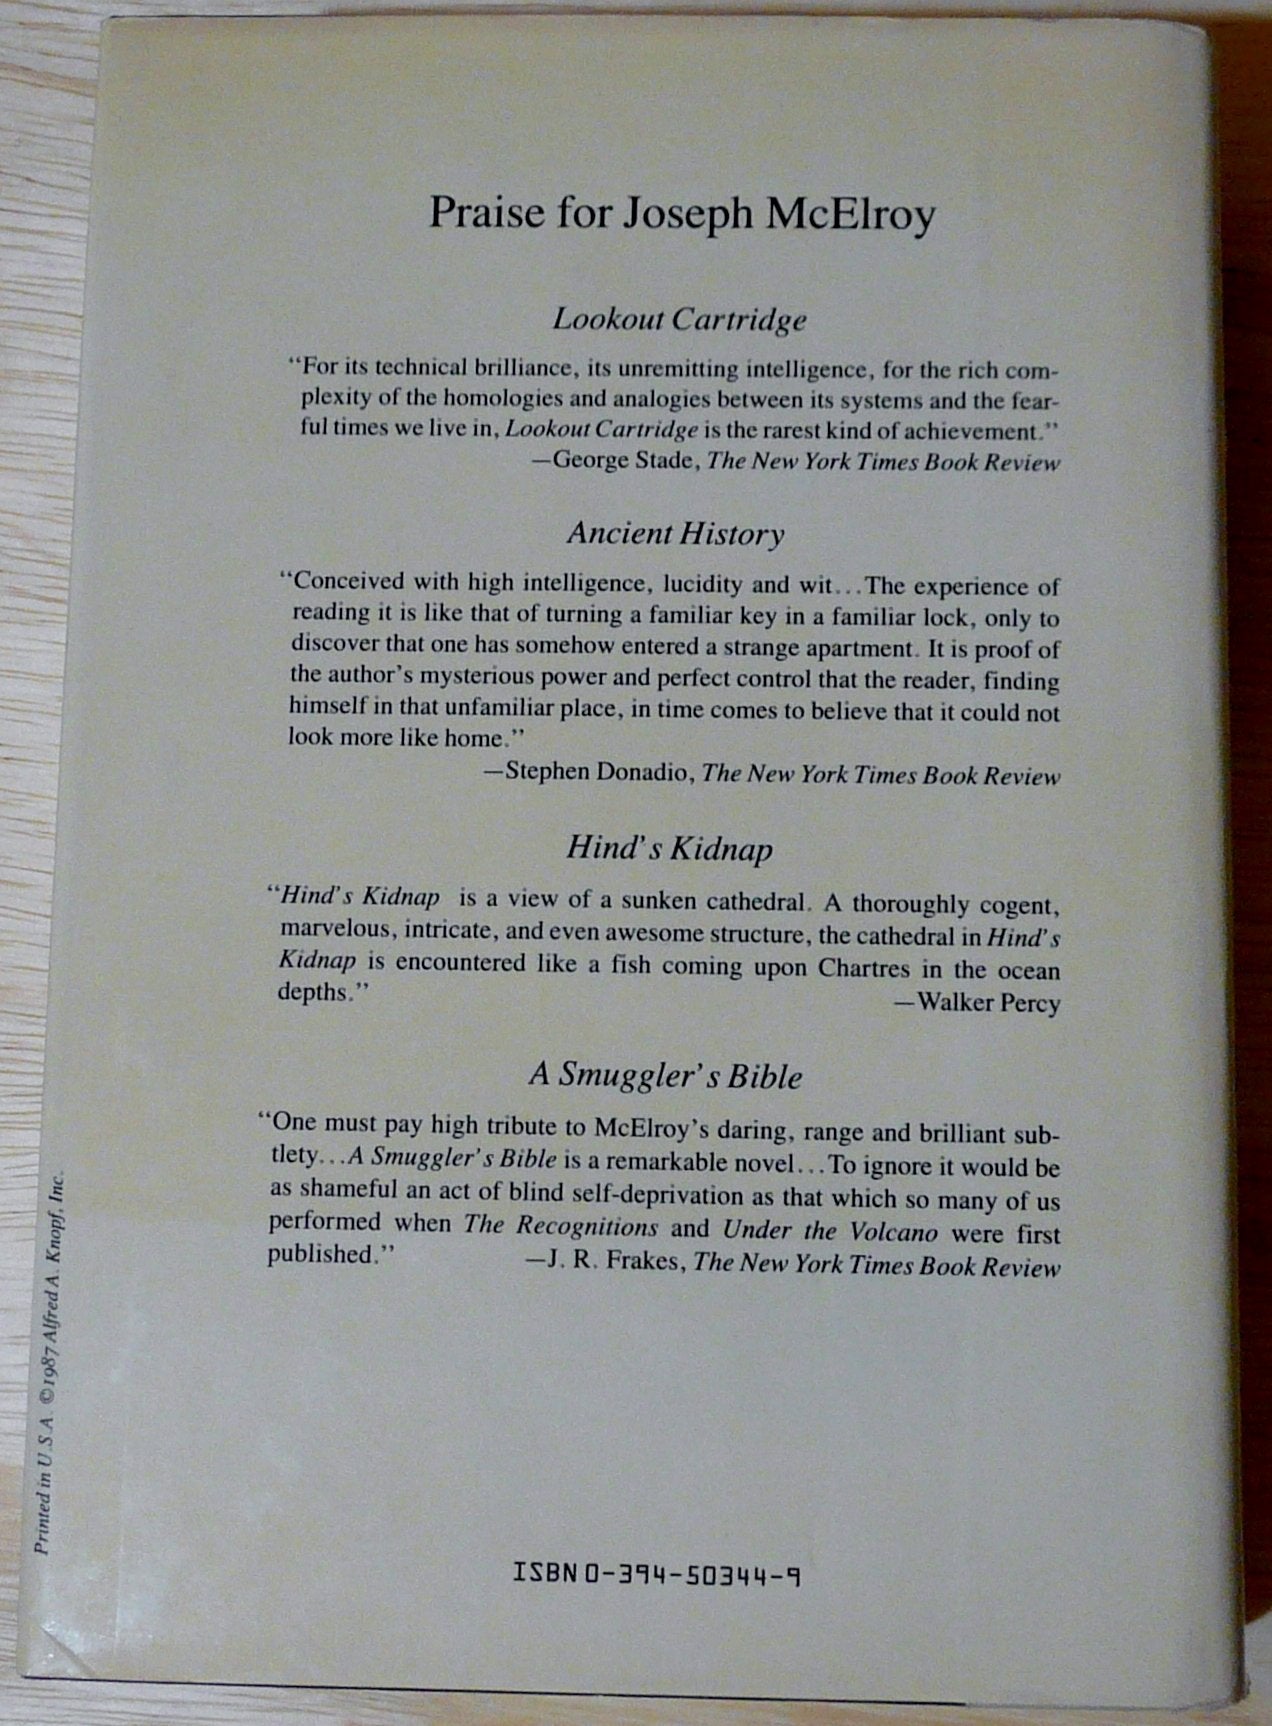 Praise for Joseph McElroy
Lookout Cartridge
“For its technical brilliance, its unremitting intelligence, for the rich com-
plexity of the homologies and analogies between its systems and the fear-
ful times we live in, Lookout Cartridge is the rarest kind of achievement.”
—George Stade, The New York Times Book Review
Ancient History
“Conceived with high intelligence, lucidity and wit...The experience of
reading it is like that of turning a familiar key in a familiar lock, only to
discover that one has somehow entered a strange apartment. It is proof of
the author’s mysterious power and perfect control that the reader, finding
himself in that unfamiliar place, in time comes to believe that it could not
look more like home.”
—Stephen Donadio, The New York Times Book Review
Hind’s Kidnap
“Hind’s Kidnap is a view of a sunken cathedral. A thoroughly cogent,
marvelous, intricate, and even awesome structure, the cathedral in Hind’s
Kidnap is encountered like a fish coming upon Chartres in the ocean
depths.” —Walker Percy
A Smuggler’s Bible
“One must pay high tribute to McElroy’s daring, range and brilliant sub-
tlety...A Smuggler’s Bible is a remarkable novel...To ignore it would be
as shameful an act of blind self-deprivation as that which so many of us
performed when The Recognitions and Under the Volcano were first
published.” —J. R. Frakes, The New York Times Book Review
Printed in U.S.A. © 1987 Alfred A. Knopf, Inc.
ISBN 0-394-50344-9